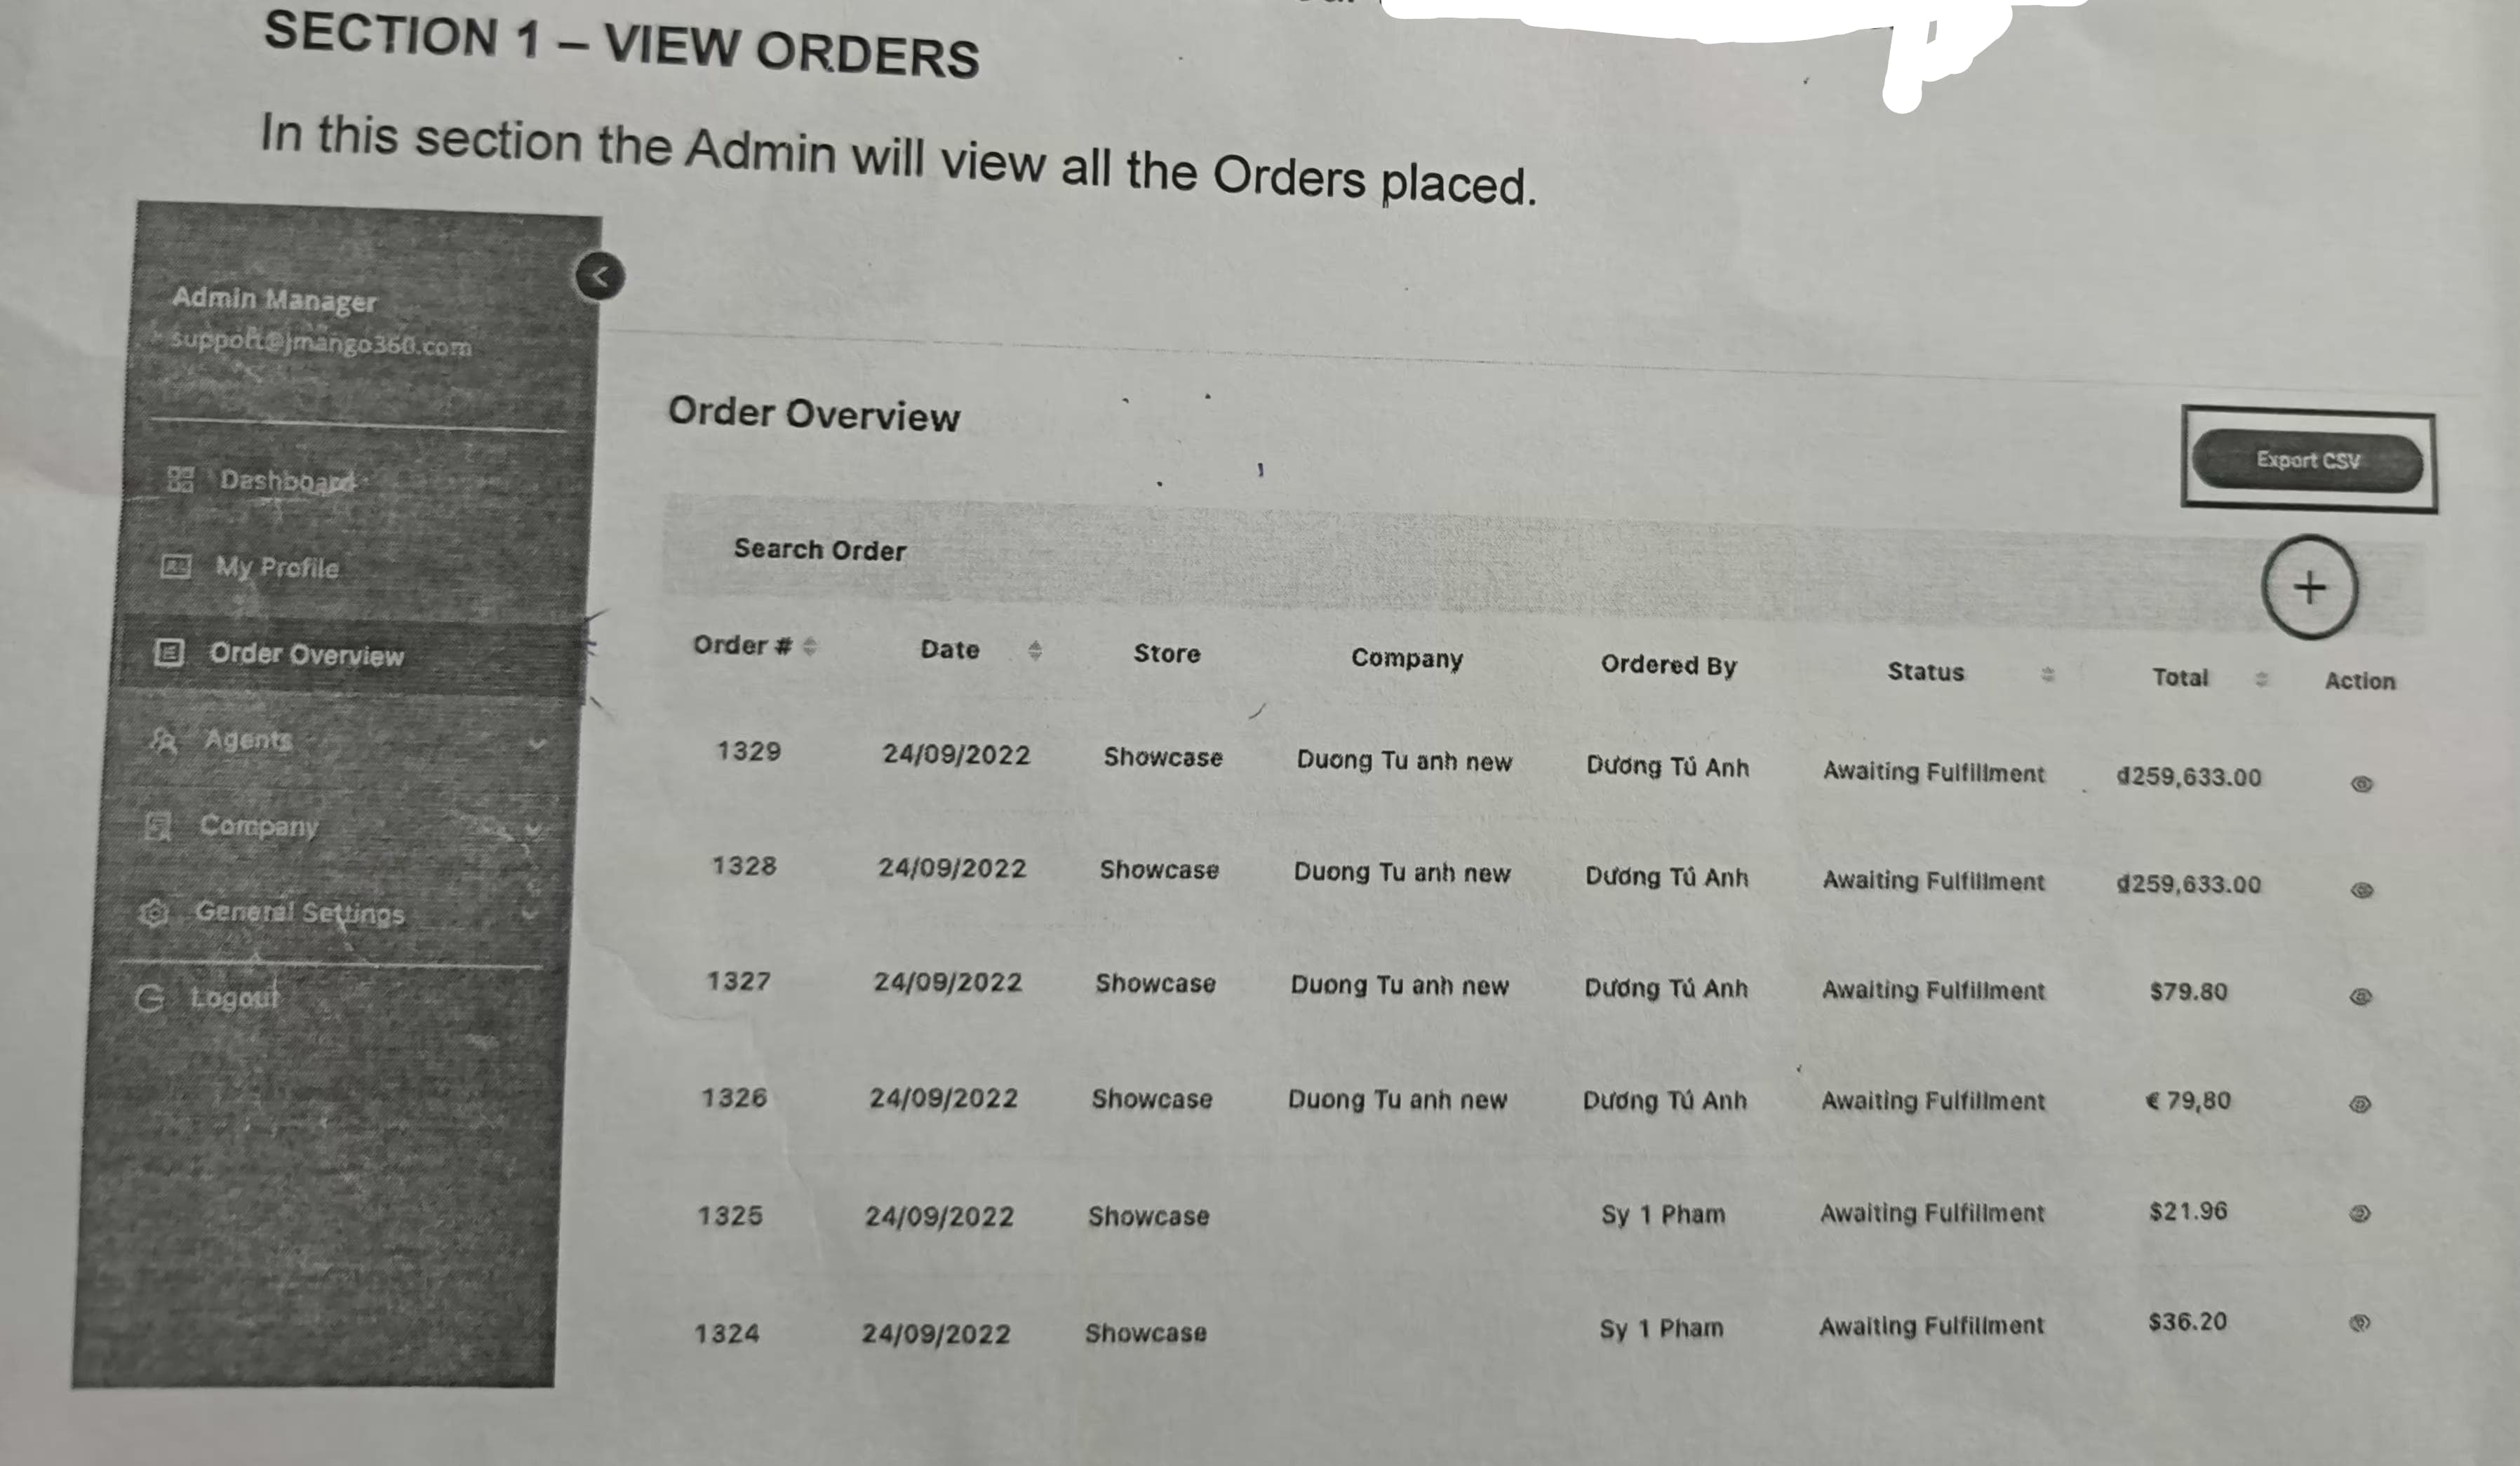 SECTION 1 – VIEW ORDERS
In this section the Admin will view all the Orders placed.
Admin Manager
support@jmango360.com
Dashboard
My Profile
Order Overview
Agents
Company
General Settings
Logout
Order Overview
Export CSV
Search Order +
Order # Date Store Company Ordered By Status Total Action
1329 24/09/2022 Showcase Duong Tu anh new Dương Tú Anh Awaiting Fulfillment đ259,633.00
1328 24/09/2022 Showcase Duong Tu anh new Dương Tú Anh Awaiting Fulfillment đ259,633.00
1327 24/09/2022 Showcase Duong Tu anh new Dương Tú Anh Awaiting Fulfillment $79.80
1326 24/09/2022 Showcase Duong Tu anh new Dương Tú Anh Awaiting Fulfillment € 79,80
1325 24/09/2022 Showcase Sy 1 Pham Awaiting Fulfillment $21.96
1324 24/09/2022 Showcase Sy 1 Pham Awaiting Fulfillment $36.20